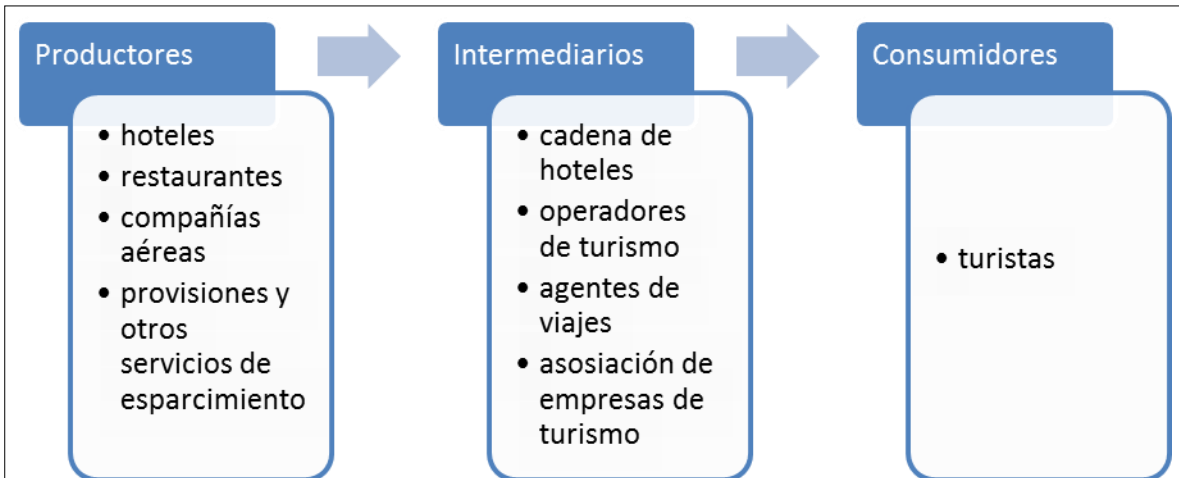 Productores
• hoteles
• restaurantes
• compañías
aéreas
• provisiones y
otros
servicios de
esparcimiento
Intermediarios
• cadena de
hoteles
• operadores
de turismo
• agentes de
viajes
• asosiación de
empresas de
turismo
Consumidores
• turistas